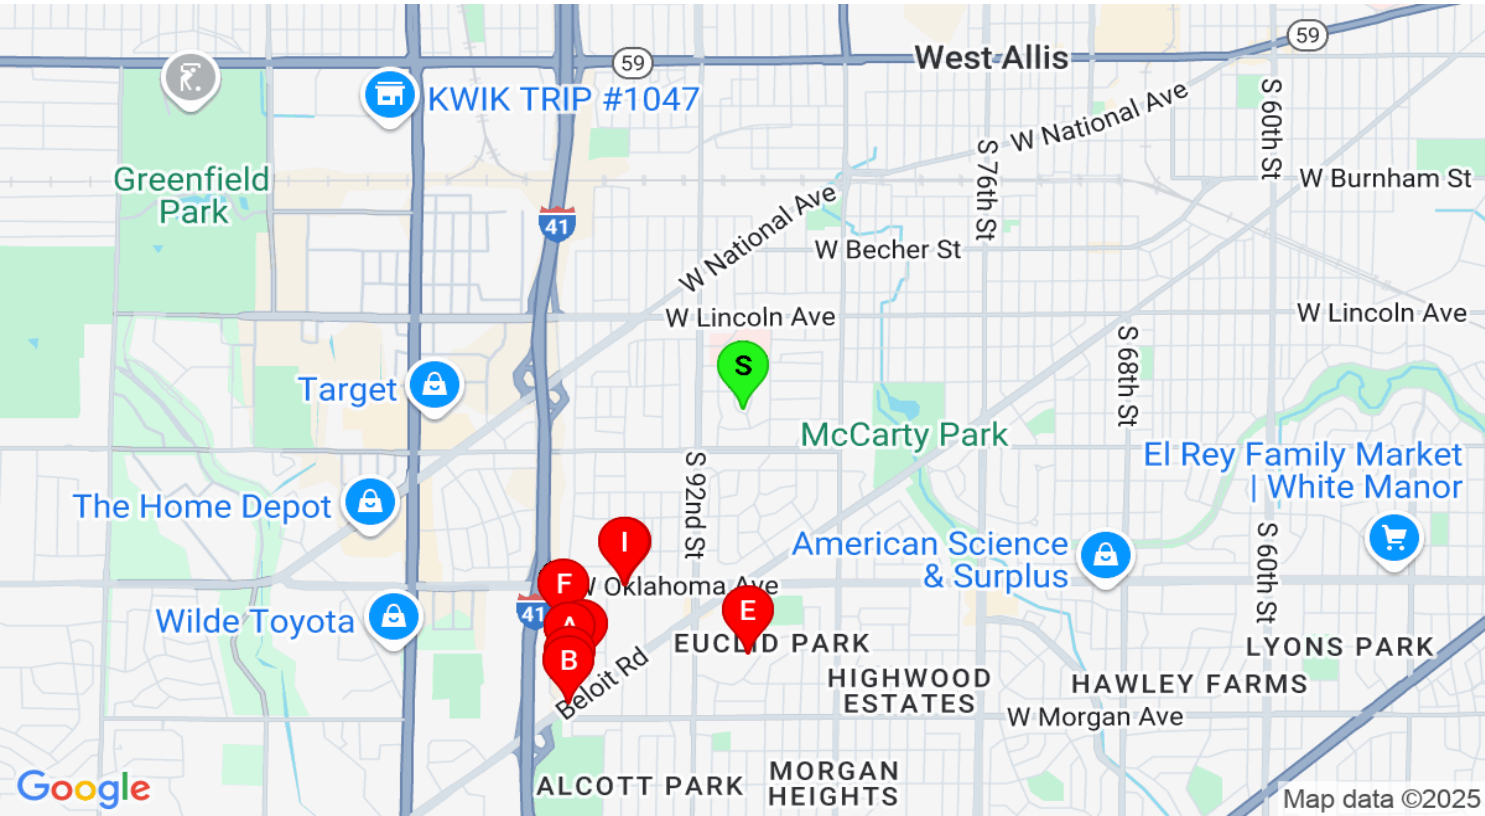 59
59
West Allis
KWIK TRIP #1047
W National Ave
S 76th St
S 60th St
W Burnham St
Greenfield
Park
41
W National Ave
W Becher St
W Lincoln Ave
W Lincoln Ave
S
S 68th St
Target
McCarty Park
El Rey Family Market
| White Manor
The Home Depot
S 92nd St
American Science
& Surplus
S 60th St
I
F
W Oklahoma Ave
41
Wilde Toyota
A
E
EUCLID PARK
LYONS PARK
B
Beloit Rd
HIGHWOOD
ESTATES
HAWLEY FARMS
W Morgan Ave
Google
ALCOTT PARK
MORGAN
HEIGHTS
Map data ©2025